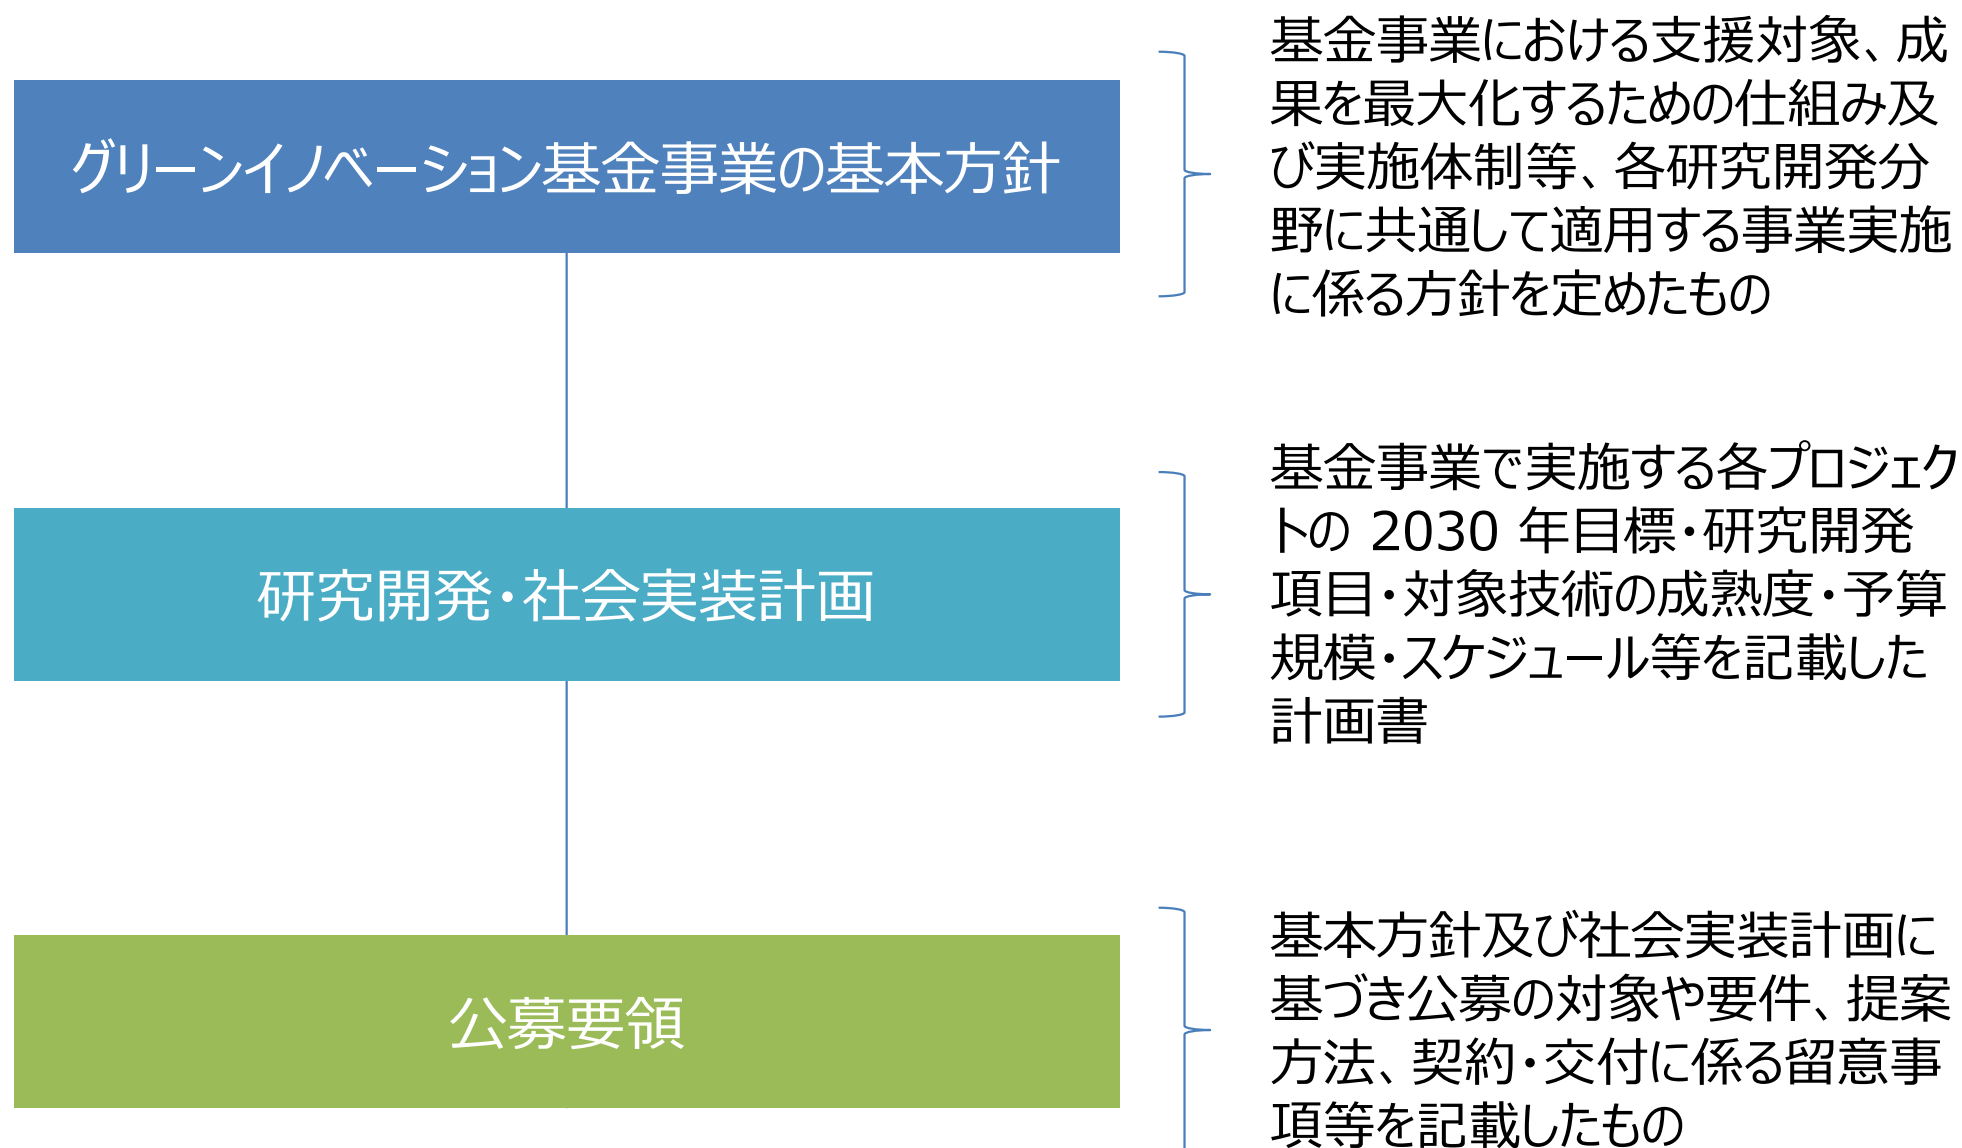 グリーンイノベーション基金事業の基本方針
基金事業における支援対象、成
果を最大化するための仕組み及
び実施体制等、各研究開発分
野に共通して適用する事業実施
に係る方針を定めたもの
研究開発・社会実装計画
基金事業で実施する各プロジェク
トの 2030 年目標・研究開発
項目・対象技術の成熟度・予算
規模・スケジュール等を記載した
計画書
公募要領
基本方針及び社会実装計画に
基づき公募の対象や要件、提案
方法、契約・交付に係る留意事
項等を記載したもの